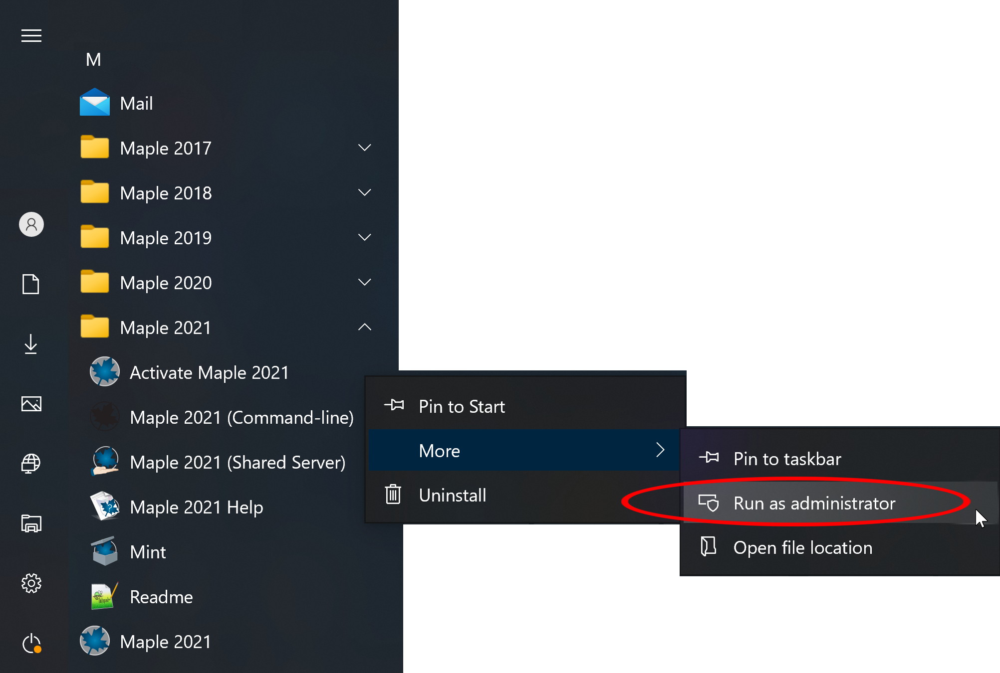 M
Mail
Maple 2017
Maple 2018
Maple 2019
Maple 2020
Maple 2021
Activate Maple 2021
Maple 2021 (Command-line)
Maple 2021 (Shared Server)
Maple 2021 Help
Mint
Readme
Maple 2021
Pin to Start
More
Uninstall
Pin to taskbar
Run as administrator
Open file location